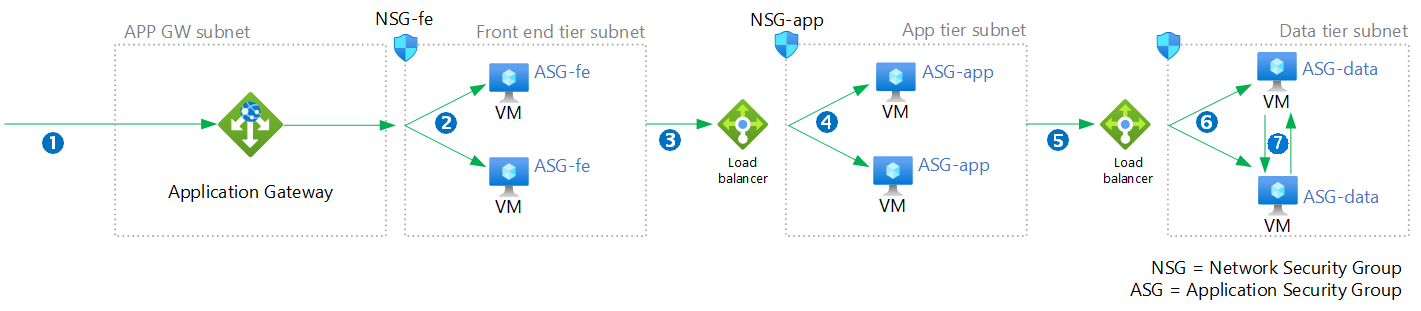 NSG-fe
NSG-app
APP GW subnet
Front end tier subnet
App tier subnet
Data tier subnet
ASG-fe
VM
ASG-app
VM
ASG-data
VM
1
2
3
4
5
6
7
Application Gateway
ASG-fe
VM
Load
balancer
ASG-app
VM
Load
balancer
ASG-data
VM
NSG = Network Security Group
ASG = Application Security Group